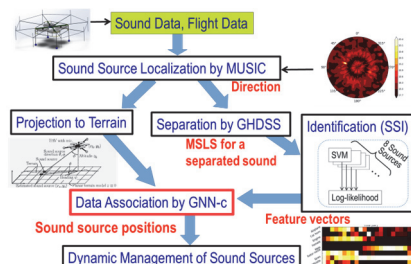 Sound Data, Flight Data
Sound Source Localization by MUSIC
Direction
Projection to Terrain
Separation by GHDSS
MSLS for a
separated sound
Identification (SSI)
SVM
8 Sound
Sources
Log-likelihood
Data Association by GNN-c
Sound source positions
Feature vectors
Dynamic Management of Sound Sources